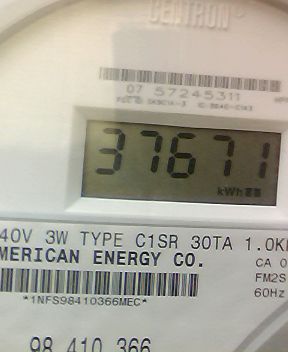 CENTRON
07 57245311
37671
kWh
40V 3W TYPE C1SR 30TA 1.0K
MERICAN ENERGY CO.
CA 0
FM2S
60Hz
*1NFS98410366MEC*
98 410 366